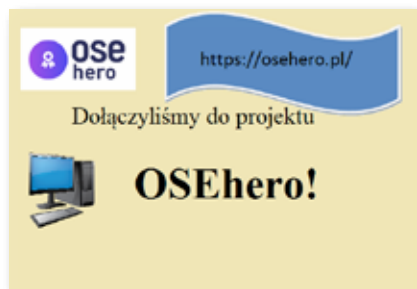 ose
hero
https://osehero.pl/
Dołączyliśmy do projektu
OSEhero!